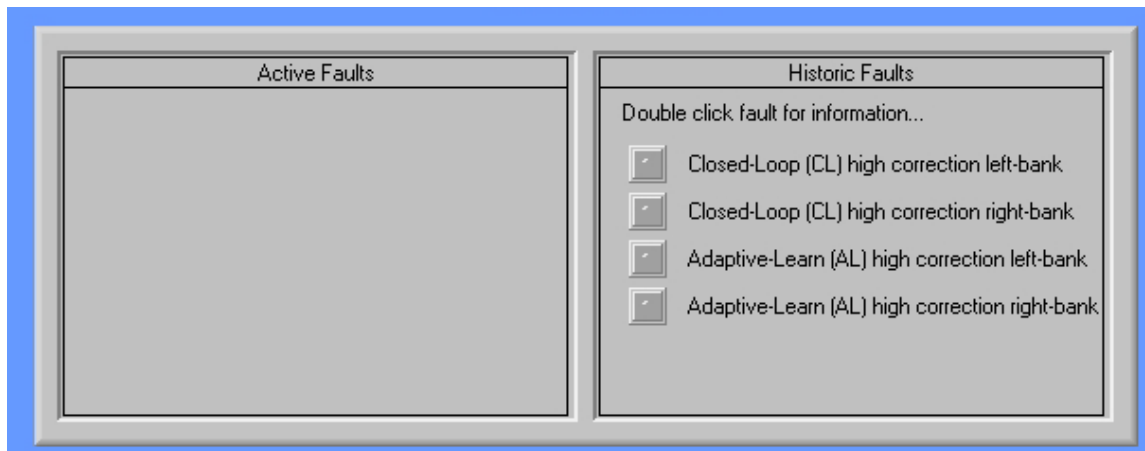 Active Faults
Historic Faults
Double click fault for information...
Closed-Loop (CL) high correction left-bank
Closed-Loop (CL) high correction right-bank
Adaptive-Learn (AL) high correction left-bank
Adaptive-Learn (AL) high correction right-bank